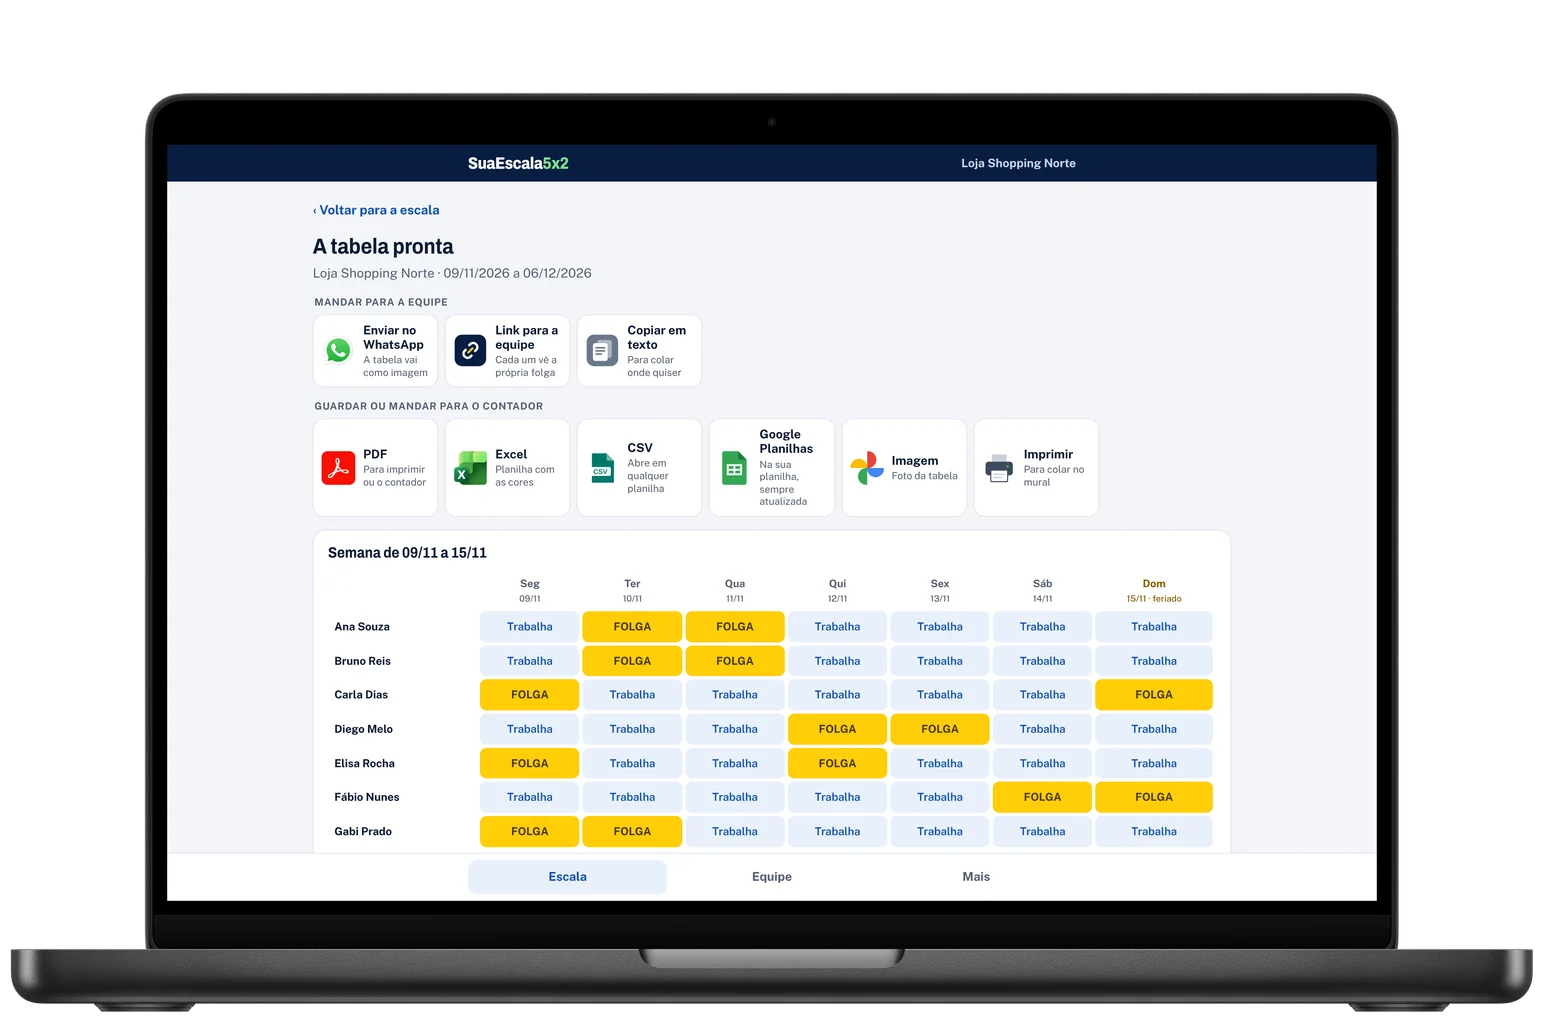 SuaEscala5x2
Loja Shopping Norte
‹ Voltar para a escala
A tabela pronta
Loja Shopping Norte · 09/11/2026 a 06/12/2026
MANDAR PARA A EQUIPE
Enviar no
WhatsApp
A tabela vai
como imagem
Link para a
equipe
Cada um vê a
própria folga
Copiar em
texto
Para colar
onde quiser
GUARDAR OU MANDAR PARA O CONTADOR
PDF
Para imprimir
ou o contador
X
Excel
Planilha com
as cores
CSV
CSV
Abre em
qualquer
planilha
Google
Planilhas
Na sua
planilha,
sempre
atualizada
Imagem
Foto da tabela
Imprimir
Para colar no
mural
Semana de 09/11 a 15/11
Seg Ter Qua Qui Sex Sáb Dom
09/11 10/11 11/11 12/11 13/11 14/11 15/11 · feriado
Ana Souza Trabalha FOLGA FOLGA Trabalha Trabalha Trabalha Trabalha
Bruno Reis Trabalha FOLGA FOLGA Trabalha Trabalha Trabalha Trabalha
Carla Dias FOLGA Trabalha Trabalha Trabalha Trabalha Trabalha FOLGA
Diego Melo Trabalha Trabalha Trabalha FOLGA FOLGA Trabalha Trabalha
Elisa Rocha FOLGA Trabalha Trabalha FOLGA Trabalha Trabalha Trabalha
Fábio Nunes Trabalha Trabalha Trabalha Trabalha Trabalha FOLGA FOLGA
Gabi Prado FOLGA FOLGA Trabalha Trabalha Trabalha Trabalha Trabalha
Escala Equipe Mais